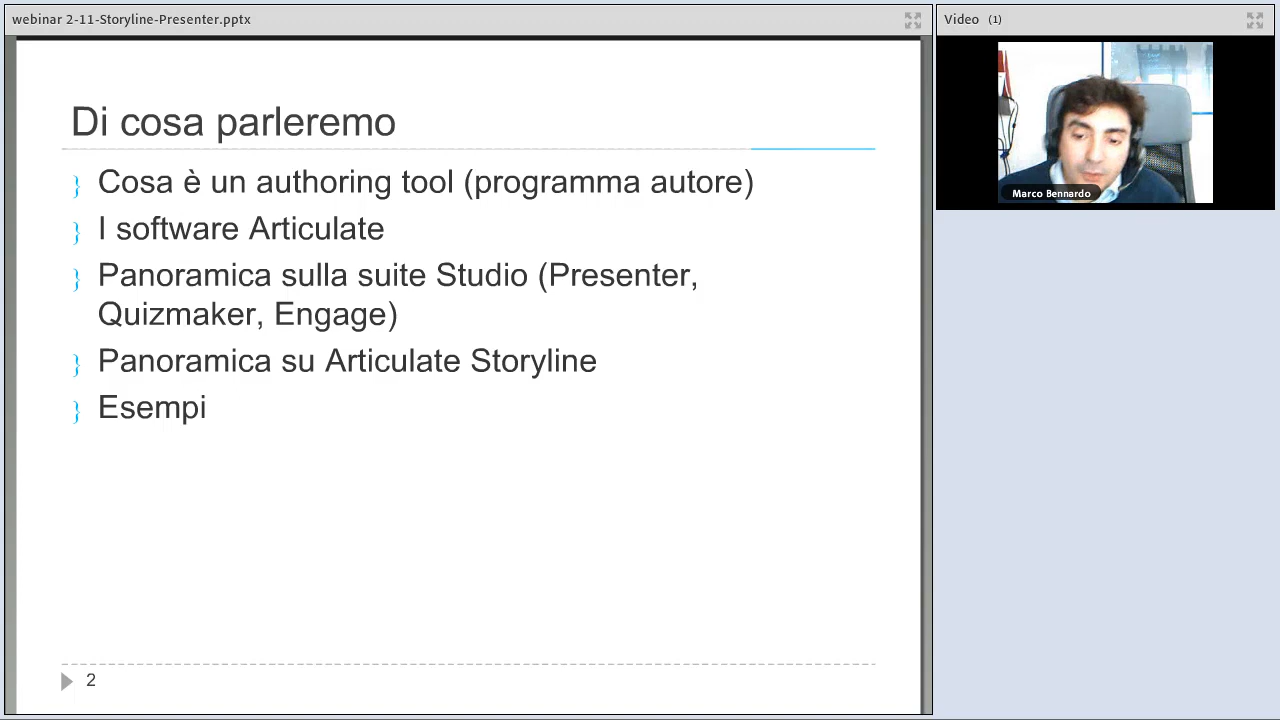 webinar 2-11-Storyline-Presenter.pptx
Video (1)
Marco Bennardo
Di cosa parleremo
Cosa è un authoring tool (programma autore)
I software Articulate
Panoramica sulla suite Studio (Presenter,
Quizmaker, Engage)
Panoramica su Articulate Storyline
Esempi
2